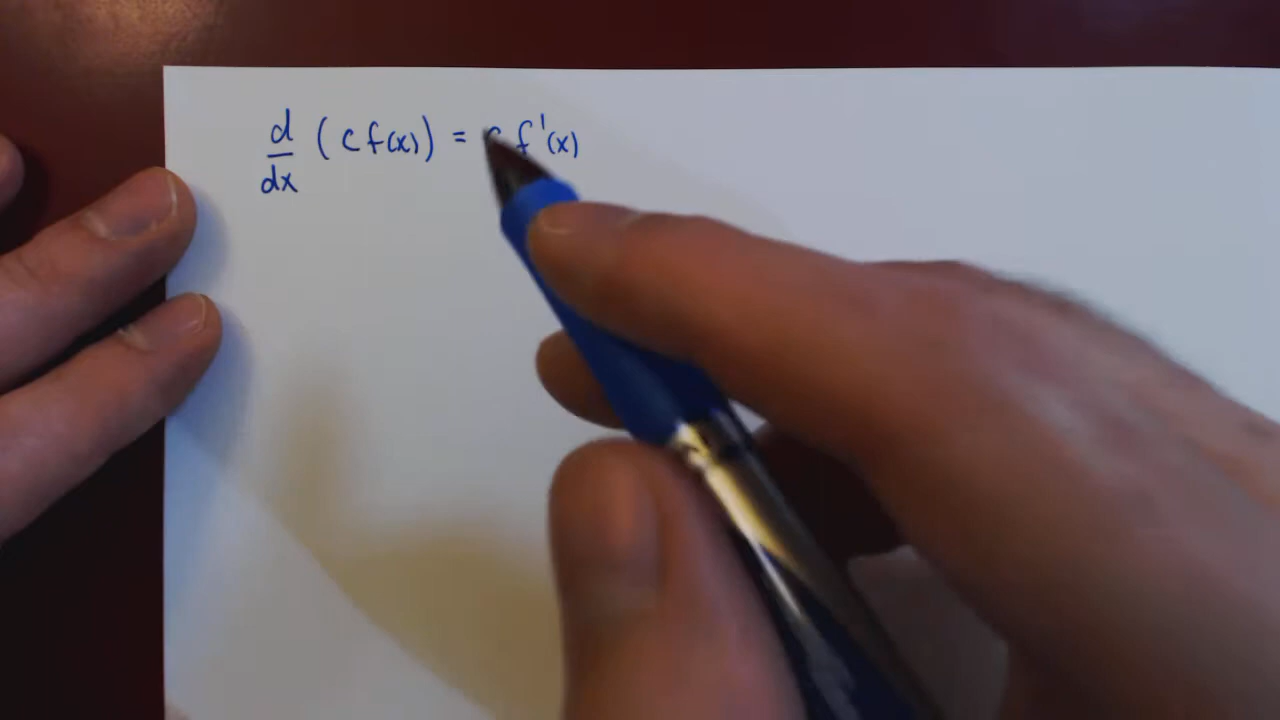 d/dx (c f(x)) = c f'(x)